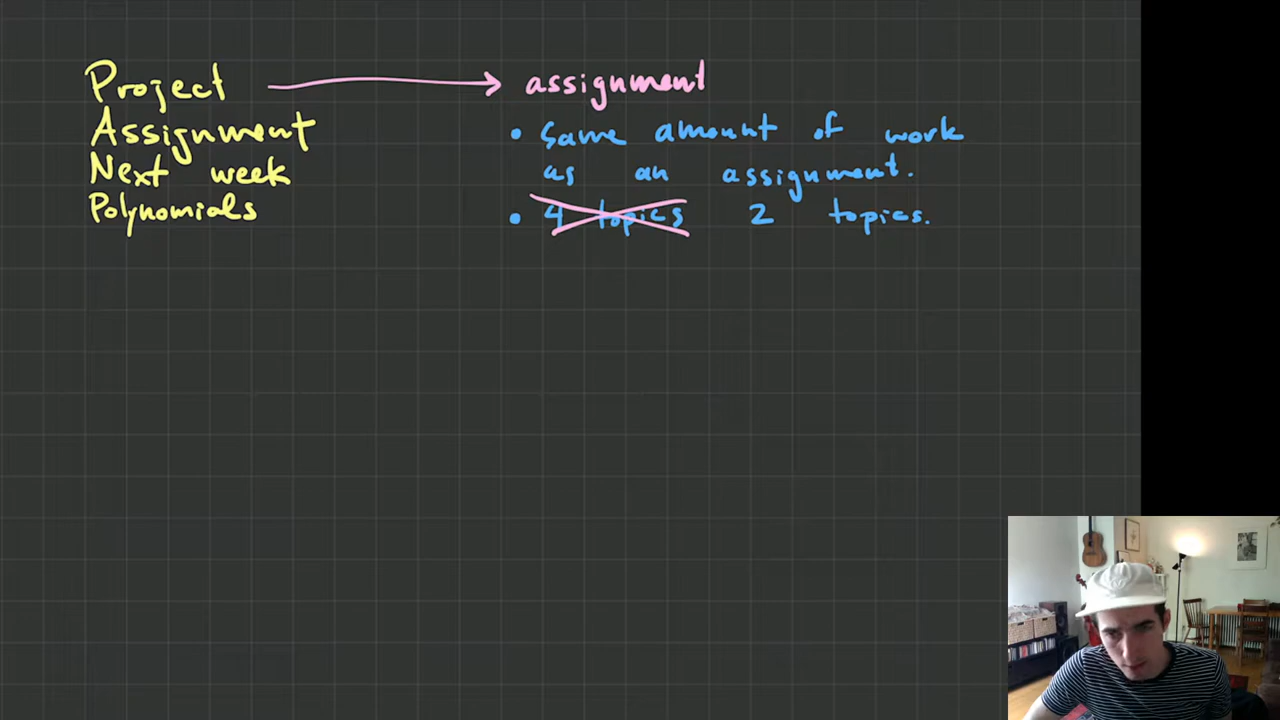 Project → assignment
Assignment
Next week
Polynomials
• Same amount of work
as an assignment.
• 4 topics 2 topics.